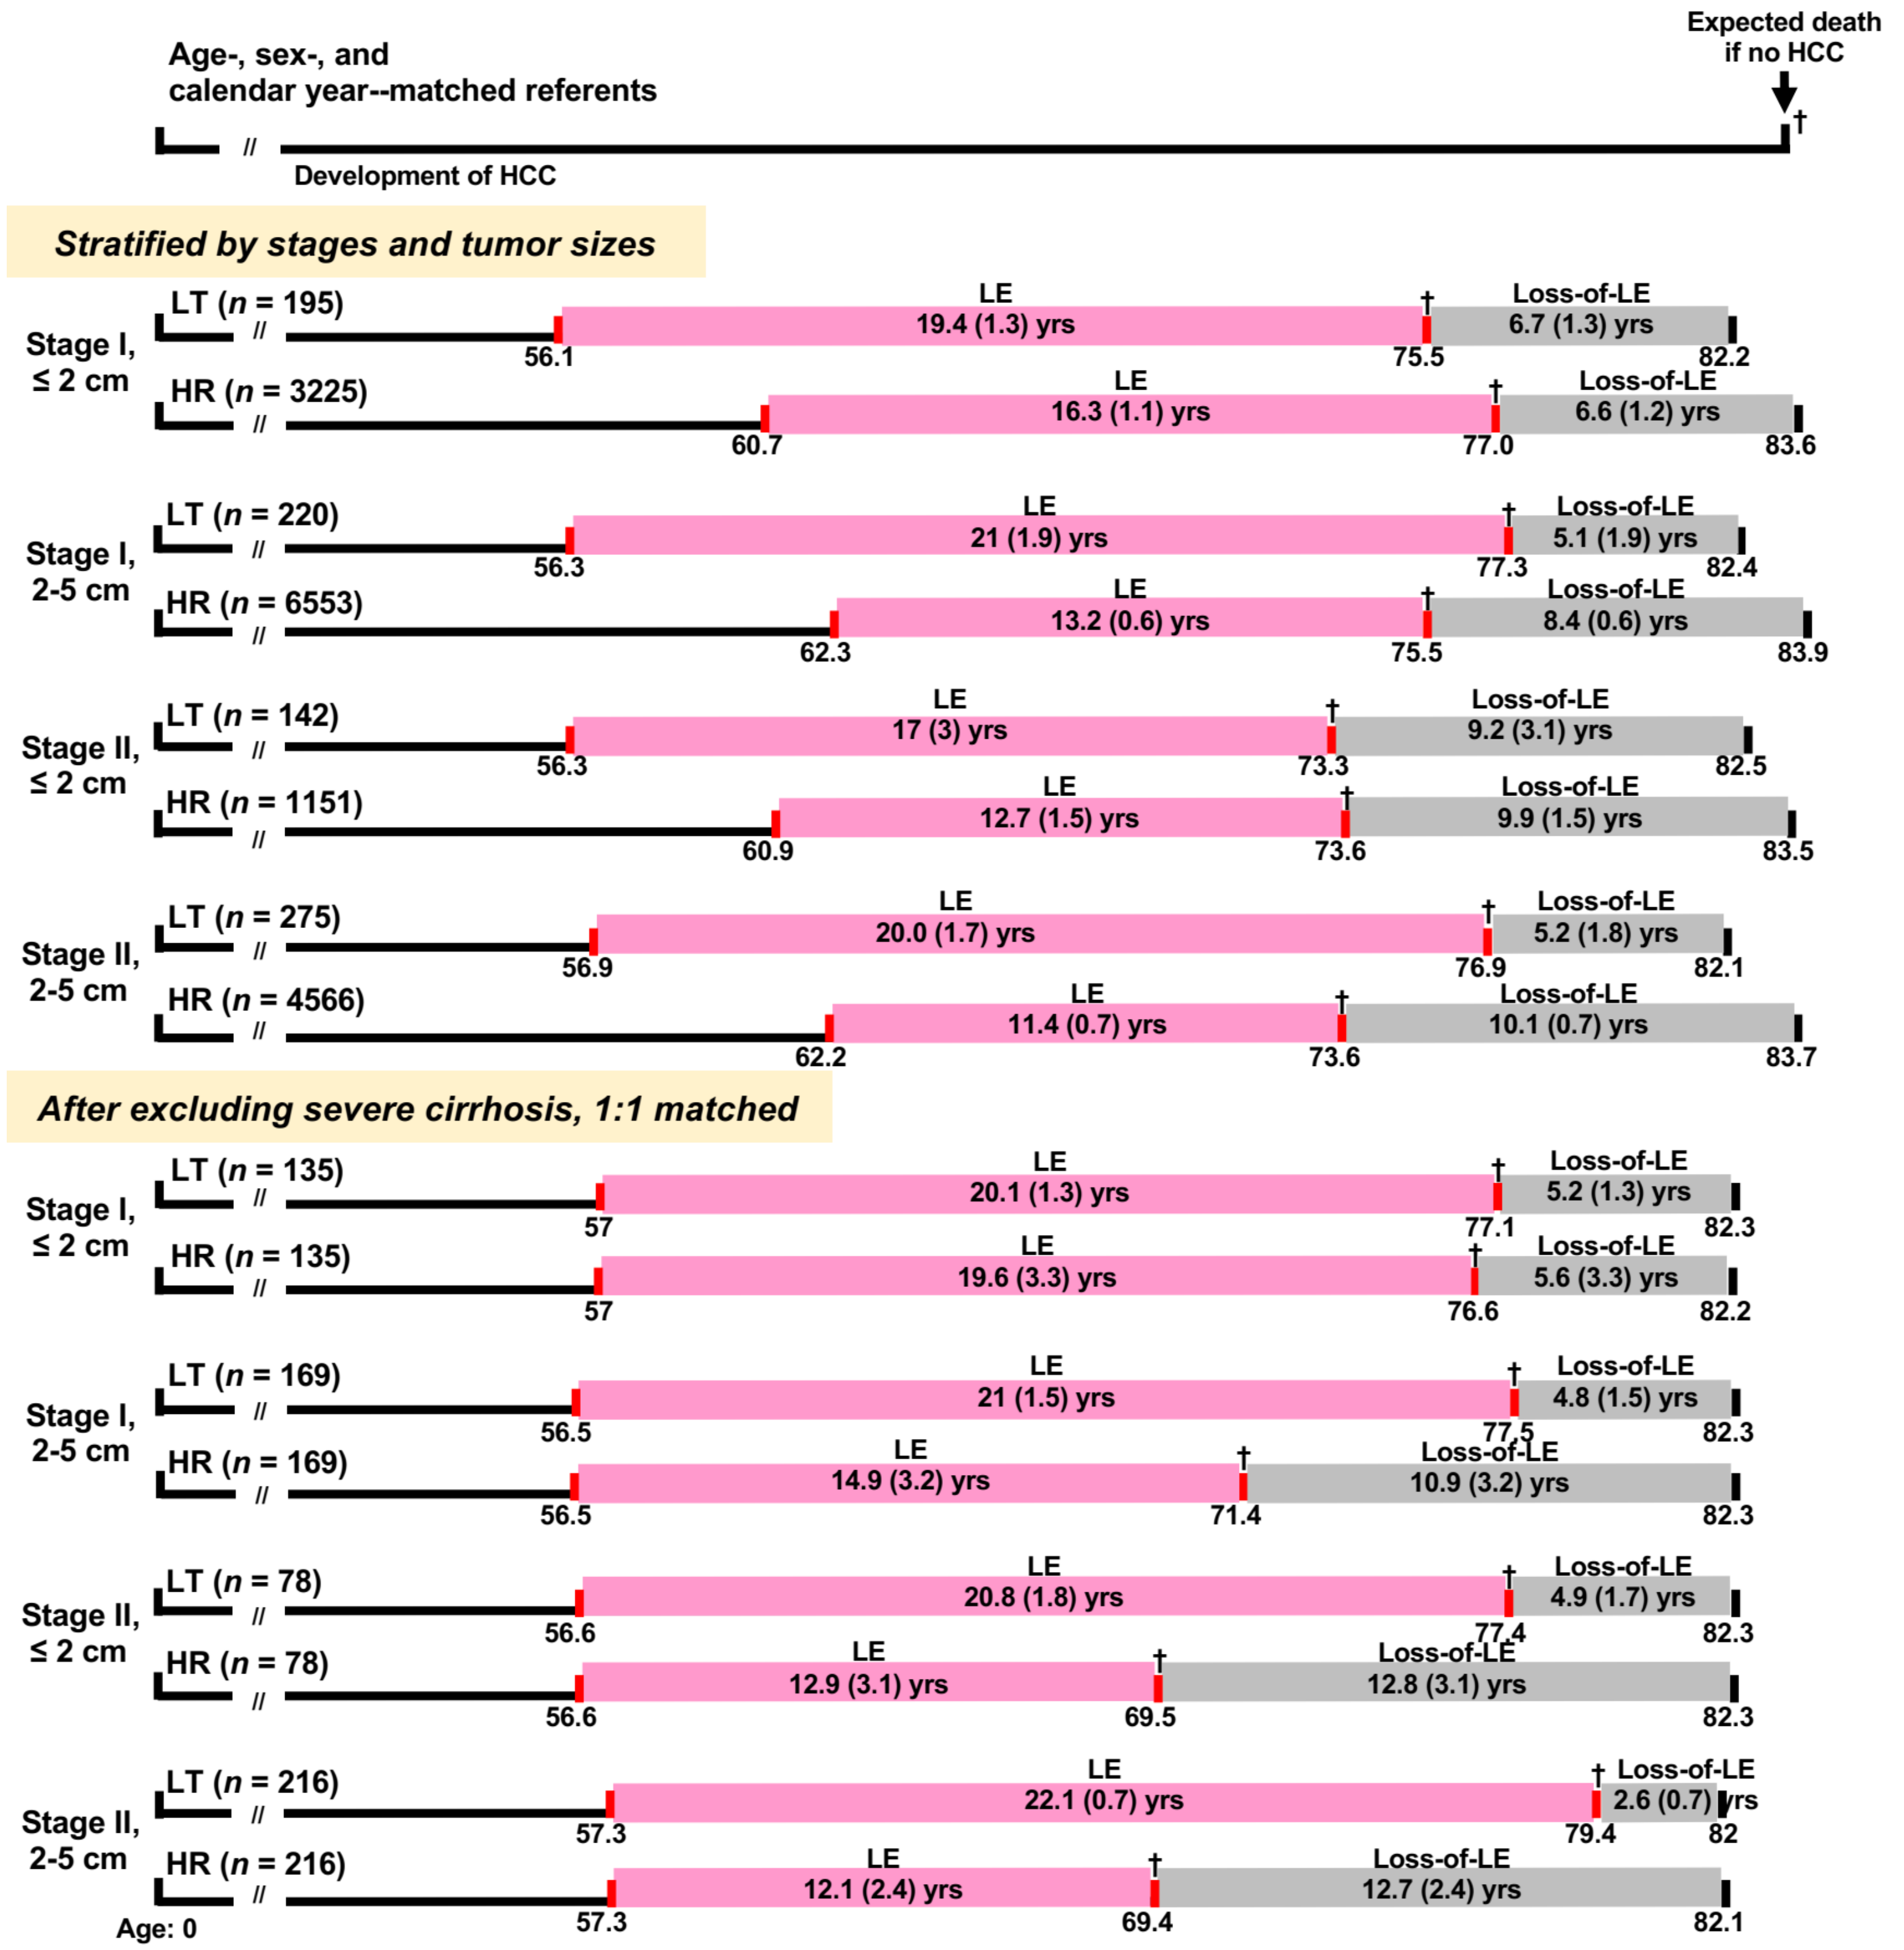 Expected death
if no HCC
Age-, sex-, and
calendar year--matched referents
†
//
Development of HCC
Stratified by stages and tumor sizes
Stage I,
≤ 2 cm
LT (n = 195)
//
LE
19.4 (1.3) yrs
†
Loss-of-LE
6.7 (1.3) yrs
56.1
75.5
82.2
HR (n = 3225)
//
LE
16.3 (1.1) yrs
†
Loss-of-LE
6.6 (1.2) yrs
60.7
77.0
83.6
Stage I,
2-5 cm
LT (n = 220)
//
LE
21 (1.9) yrs
†
Loss-of-LE
5.1 (1.9) yrs
56.3
77.3
82.4
HR (n = 6553)
//
LE
13.2 (0.6) yrs
†
Loss-of-LE
8.4 (0.6) yrs
62.3
75.5
83.9
Stage II,
≤ 2 cm
LT (n = 142)
//
LE
17 (3) yrs
†
Loss-of-LE
9.2 (3.1) yrs
56.3
73.3
82.5
HR (n = 1151)
//
LE
12.7 (1.5) yrs
†
Loss-of-LE
9.9 (1.5) yrs
60.9
73.6
83.5
Stage II,
2-5 cm
LT (n = 275)
//
LE
20.0 (1.7) yrs
†
Loss-of-LE
5.2 (1.8) yrs
56.9
76.9
82.1
HR (n = 4566)
//
LE
11.4 (0.7) yrs
†
Loss-of-LE
10.1 (0.7) yrs
62.2
73.6
83.7
After excluding severe cirrhosis, 1:1 matched
Stage I,
≤ 2 cm
LT (n = 135)
//
LE
20.1 (1.3) yrs
†
Loss-of-LE
5.2 (1.3) yrs
57
77.1
82.3
HR (n = 135)
//
LE
19.6 (3.3) yrs
†
Loss-of-LE
5.6 (3.3) yrs
57
76.6
82.2
Stage I,
2-5 cm
LT (n = 169)
//
LE
21 (1.5) yrs
†
Loss-of-LE
4.8 (1.5) yrs
56.5
77.5
82.3
HR (n = 169)
//
LE
14.9 (3.2) yrs
†
Loss-of-LE
10.9 (3.2) yrs
56.5
71.4
82.3
Stage II,
≤ 2 cm
LT (n = 78)
//
LE
20.8 (1.8) yrs
†
Loss-of-LE
4.9 (1.7) yrs
56.6
77.4
82.3
HR (n = 78)
//
LE
12.9 (3.1) yrs
†
Loss-of-LE
12.8 (3.1) yrs
56.6
69.5
82.3
Stage II,
2-5 cm
LT (n = 216)
//
LE
22.1 (0.7) yrs
†
Loss-of-LE
2.6 (0.7) yrs
57.3
79.4
82
HR (n = 216)
//
LE
12.1 (2.4) yrs
†
Loss-of-LE
12.7 (2.4) yrs
57.3
69.4
82.1
Age: 0